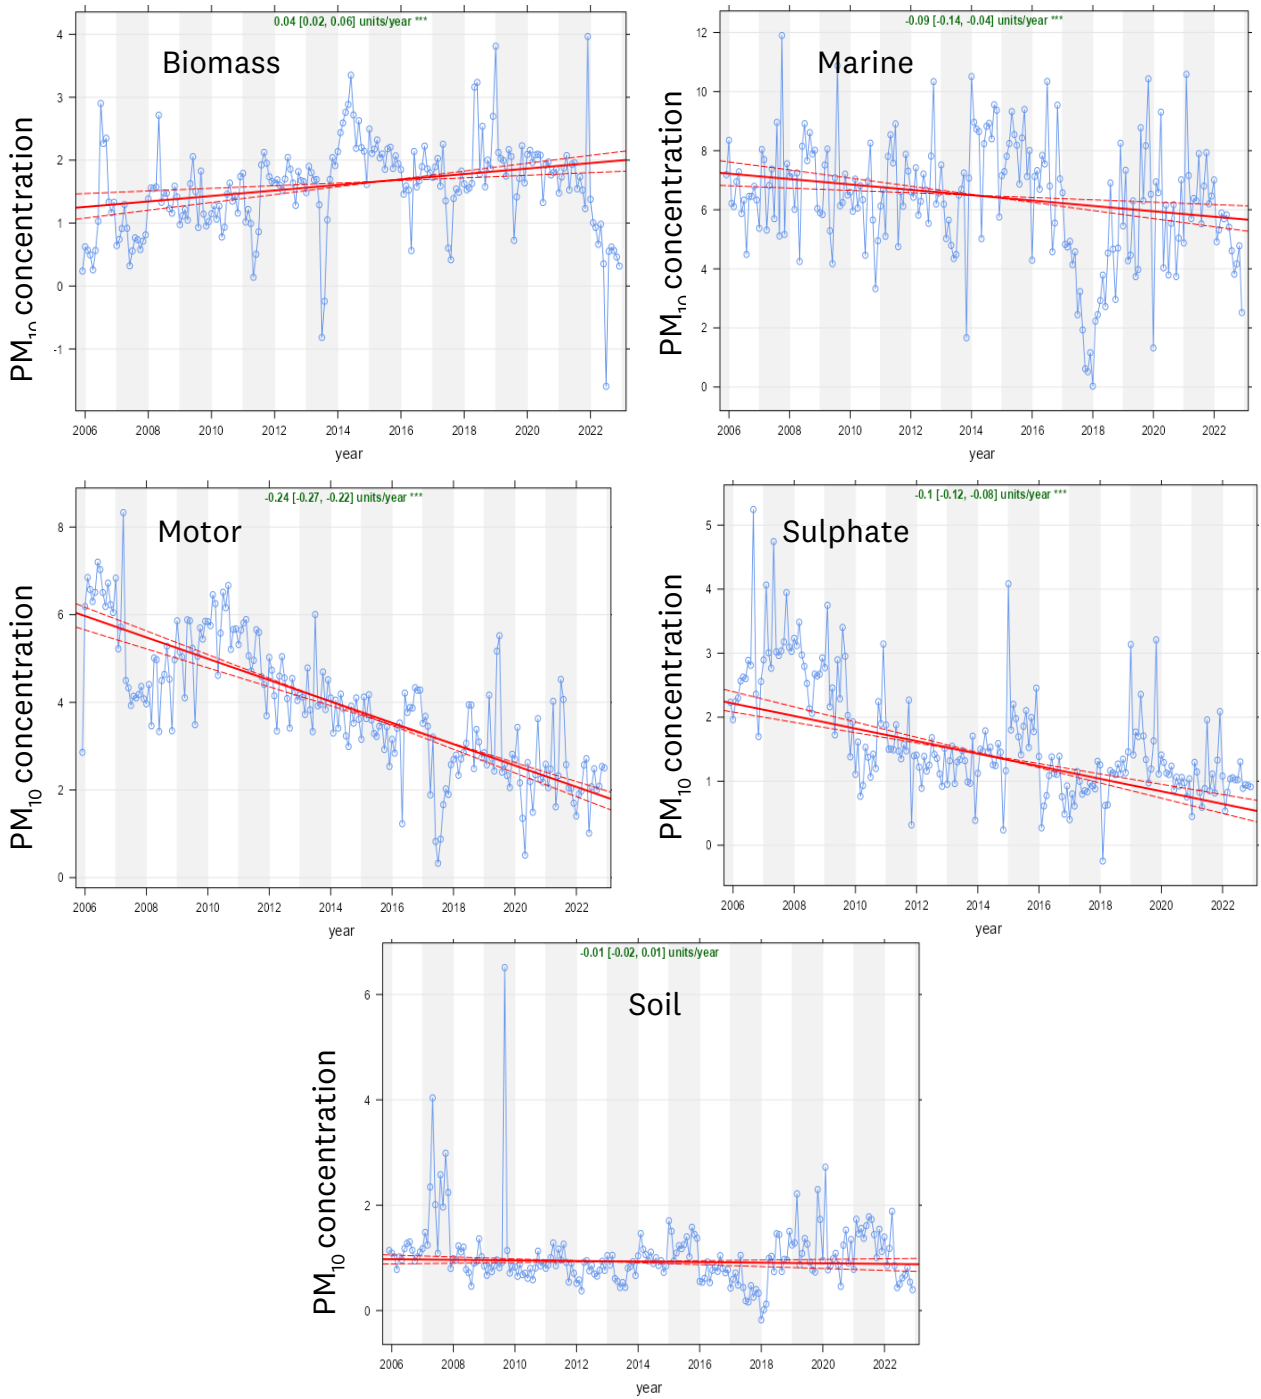 0.04 [0.02, 0.06] units/year ***
Biomass
PM10 concentration
4
3
2
1
0
-1
2006 2008 2010 2012 2014 2016 2018 2020 2022
year
-0.09 [-0.14, -0.04] units/year ***
Marine
PM10 concentration
12
10
8
6
4
2
0
2006 2008 2010 2012 2014 2016 2018 2020 2022
year
-0.24 [-0.27, -0.22] units/year ***
Motor
PM10 concentration
8
6
4
2
0
2006 2008 2010 2012 2014 2016 2018 2020 2022
year
-0.1 [-0.12, -0.08] units/year ***
Sulphate
PM10 concentration
5
4
3
2
1
0
2006 2008 2010 2012 2014 2016 2018 2020 2022
year
-0.01 [-0.02, 0.01] units/year
Soil
PM10 concentration
6
4
2
0
2006 2008 2010 2012 2014 2016 2018 2020 2022
year